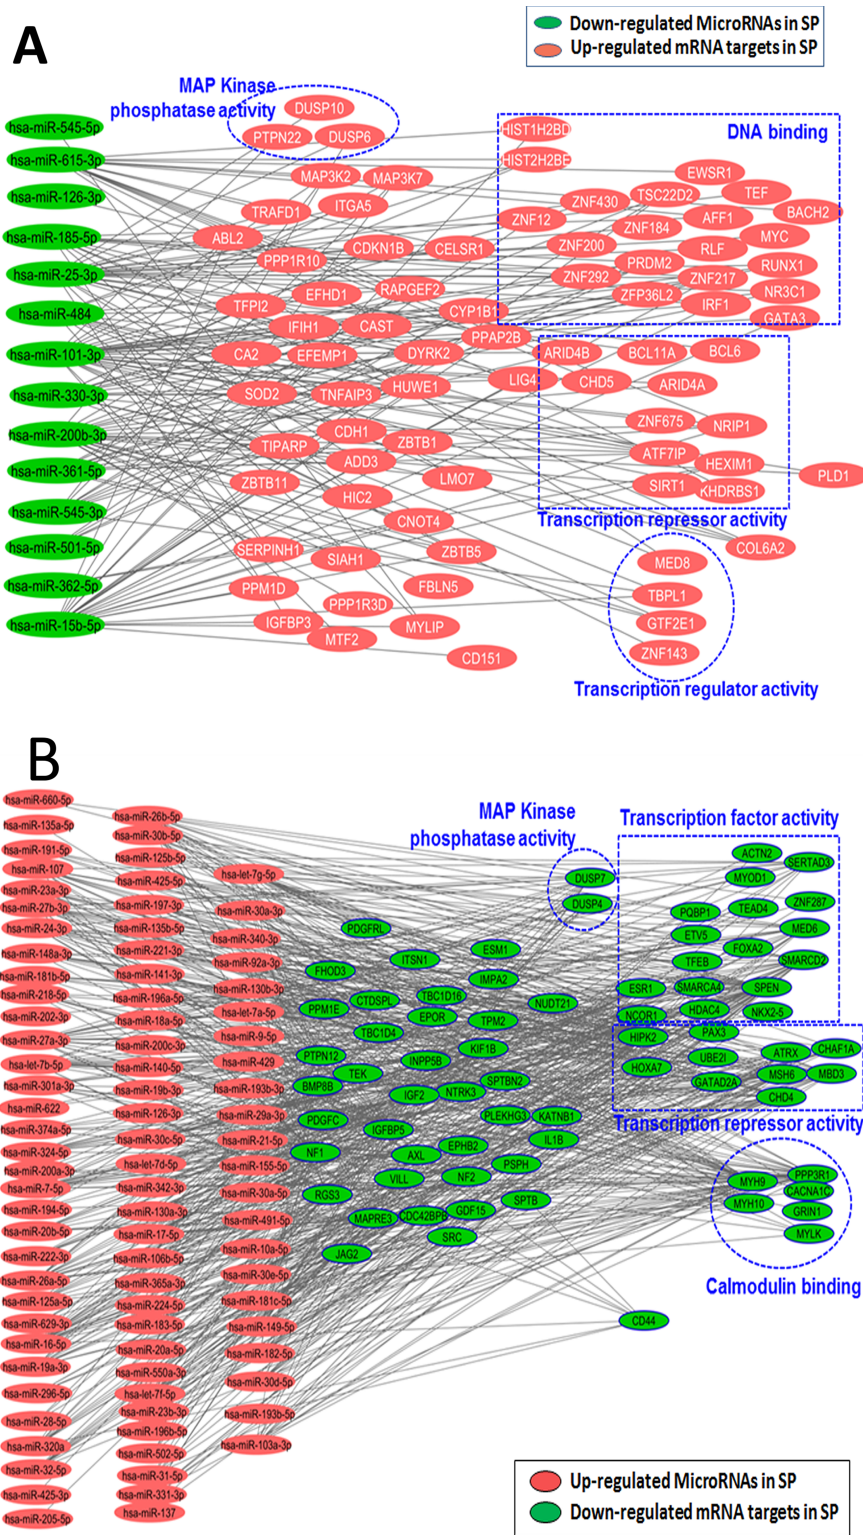 A
Down-regulated MicroRNAs in SP
Up-regulated mRNA targets in SP
MAP Kinase
phosphatase activity
DUSP10
PTPN22
DUSP6
hsa-miR-545-5p
hsa-miR-615-3p
hsa-miR-126-3p
hsa-miR-185-5p
hsa-miR-25-3p
hsa-miR-484
hsa-miR-101-3p
hsa-miR-330-3p
hsa-miR-200b-3p
hsa-miR-361-5p
hsa-miR-545-3p
hsa-miR-501-5p
hsa-miR-362-5p
hsa-miR-15b-5p
MAP3K2
MAP3K7
TRAFD1
ITGA5
ABL2
CDKN1B
CELSR1
PPP1R10
EFHD1
RAPGEF2
TFPI2
CYP1B1
IFIH1
CAST
PPAP2B
CA2
EFEMP1
DYRK2
LIG4
SOD2
TNFAIP3
HUWE1
CDH1
ZBTB1
TIPARP
ADD3
ZBTB11
LMO7
HIC2
CNOT4
SERPINH1
SIAH1
ZBTB5
PPM1D
FBLN5
PPP1R3D
IGFBP3
MYLIP
MTF2
CD151
DNA binding
HIST1H2BD
HIST2H2BE
EWSR1
TSC22D2
TEF
ZNF430
ZNF12
ZNF184
AFF1
BACH2
ZNF200
RLF
MYC
PRDM2
RUNX1
ZNF292
ZNF217
ZFP36L2
IRF1
NR3C1
GATA3
ARID4B
BCL11A
BCL6
CHD5
ARID4A
ZNF675
NRIP1
ATF7IP
HEXIM1
SIRT1
KHDRBS1
PLD1
Transcription repressor activity
COL6A2
MED8
TBPL1
GTF2E1
ZNF143
Transcription regulator activity
B
hsa-miR-660-5p
hsa-miR-135a-5p
hsa-miR-191-5p
hsa-miR-107
hsa-miR-23a-3p
hsa-miR-27b-3p
hsa-miR-24-3p
hsa-miR-148a-3p
hsa-miR-181b-5p
hsa-miR-218-5p
hsa-miR-202-3p
hsa-miR-27a-3p
hsa-let-7b-5p
hsa-miR-301a-3p
hsa-miR-622
hsa-miR-374a-5p
hsa-miR-324-5p
hsa-miR-200a-3p
hsa-miR-7-5p
hsa-miR-194-5p
hsa-miR-20b-5p
hsa-miR-222-3p
hsa-miR-26a-5p
hsa-miR-125a-5p
hsa-miR-629-3p
hsa-miR-16-5p
hsa-miR-19a-3p
hsa-miR-296-5p
hsa-miR-28-5p
hsa-miR-320a
hsa-miR-32-5p
hsa-miR-425-3p
hsa-miR-205-5p
hsa-miR-26b-5p
hsa-miR-30b-5p
hsa-miR-125b-5p
hsa-miR-425-5p
hsa-miR-197-3p
hsa-miR-135b-5p
hsa-miR-221-3p
hsa-miR-141-3p
hsa-miR-196a-5p
hsa-miR-18a-5p
hsa-miR-200c-3p
hsa-miR-140-5p
hsa-miR-19b-3p
hsa-miR-126-3p
hsa-miR-30c-5p
hsa-let-7d-5p
hsa-miR-342-3p
hsa-miR-130a-3p
hsa-miR-17-5p
hsa-miR-106b-5p
hsa-miR-365a-3p
hsa-miR-224-5p
hsa-miR-183-5p
hsa-miR-20a-5p
hsa-miR-550a-3p
hsa-let-7f-5p
hsa-miR-23b-3p
hsa-miR-196b-5p
hsa-miR-502-5p
hsa-miR-31-5p
hsa-miR-331-3p
hsa-miR-137
hsa-let-7g-5p
hsa-miR-30a-3p
hsa-miR-340-3p
hsa-miR-92a-3p
hsa-miR-130b-3p
hsa-let-7a-5p
hsa-miR-9-5p
hsa-miR-429
hsa-miR-193b-3p
hsa-miR-29a-3p
hsa-miR-21-5p
hsa-miR-155-5p
hsa-miR-30a-5p
hsa-miR-491-5p
hsa-miR-10a-5p
hsa-miR-30e-5p
hsa-miR-181c-5p
hsa-miR-149-5p
hsa-miR-182-5p
hsa-miR-30d-5p
hsa-miR-193b-5p
hsa-miR-103a-3p
MAP Kinase
phosphatase activity
DUSP7
DUSP4
PDGFRL
ITSN1
ESM1
FHOD3
IMPA2
CTDSPL
TBC1D16
NUDT21
PPM1E
EPOR
TPM2
TBC1D4
KIF1B
PTPN12
INPP5B
TEK
BMP8B
SPTBN2
IGF2
NTRK3
PDGFC
PLEKHG3
KATNB1
IGFBP5
IL1B
NF1
EPHB2
AXL
PSPH
VILL
NF2
RGS3
SPTB
MAPRE3
CDC42BPB
GDF15
SRC
JAG2
CD44
Transcription factor activity
ACTN2
SERTAD3
MYOD1
PQBP1
TEAD4
ZNF287
ETV5
MED6
FOXA2
TFEB
SMARCD2
ESR1
SMARCA4
SPEN
NCOR1
HDAC4
NKX2-5
HIPK2
PAX3
ATRX
CHAF1A
UBE2I
HOXA7
MSH6
MBD3
GATAD2A
CHD4
Transcription repressor activity
MYH9
PPP3R1
CACNA1C
MYH10
GRIN1
MYLK
Calmodulin binding
Up-regulated MicroRNAs in SP
Down-regulated mRNA targets in SP